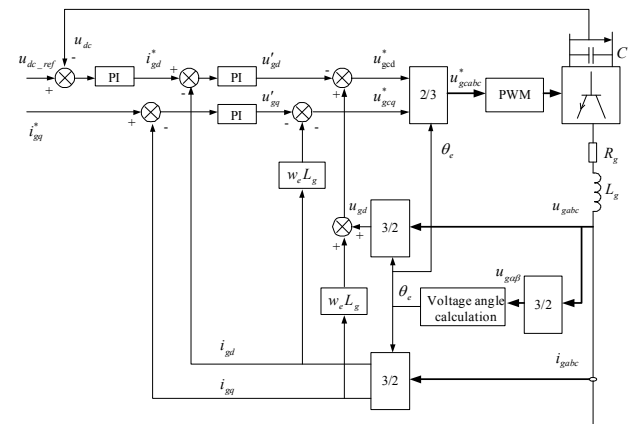 u_dc
u_dc_ref
-
+
PI
i*_gd
+
-
PI
u′_gd
-
+
u*_gcd
2/3
u*_gcabc
PWM
C
i*_gq
+
-
PI
u′_gq
-
-
u*_gcq
θ_e
R_g
L_g
w_e L_g
u_gd
+
+
3/2
u_gabc
u_gαβ
w_e L_g
θ_e
Voltage angle
calculation
3/2
i_gd
i_gq
3/2
i_gabc